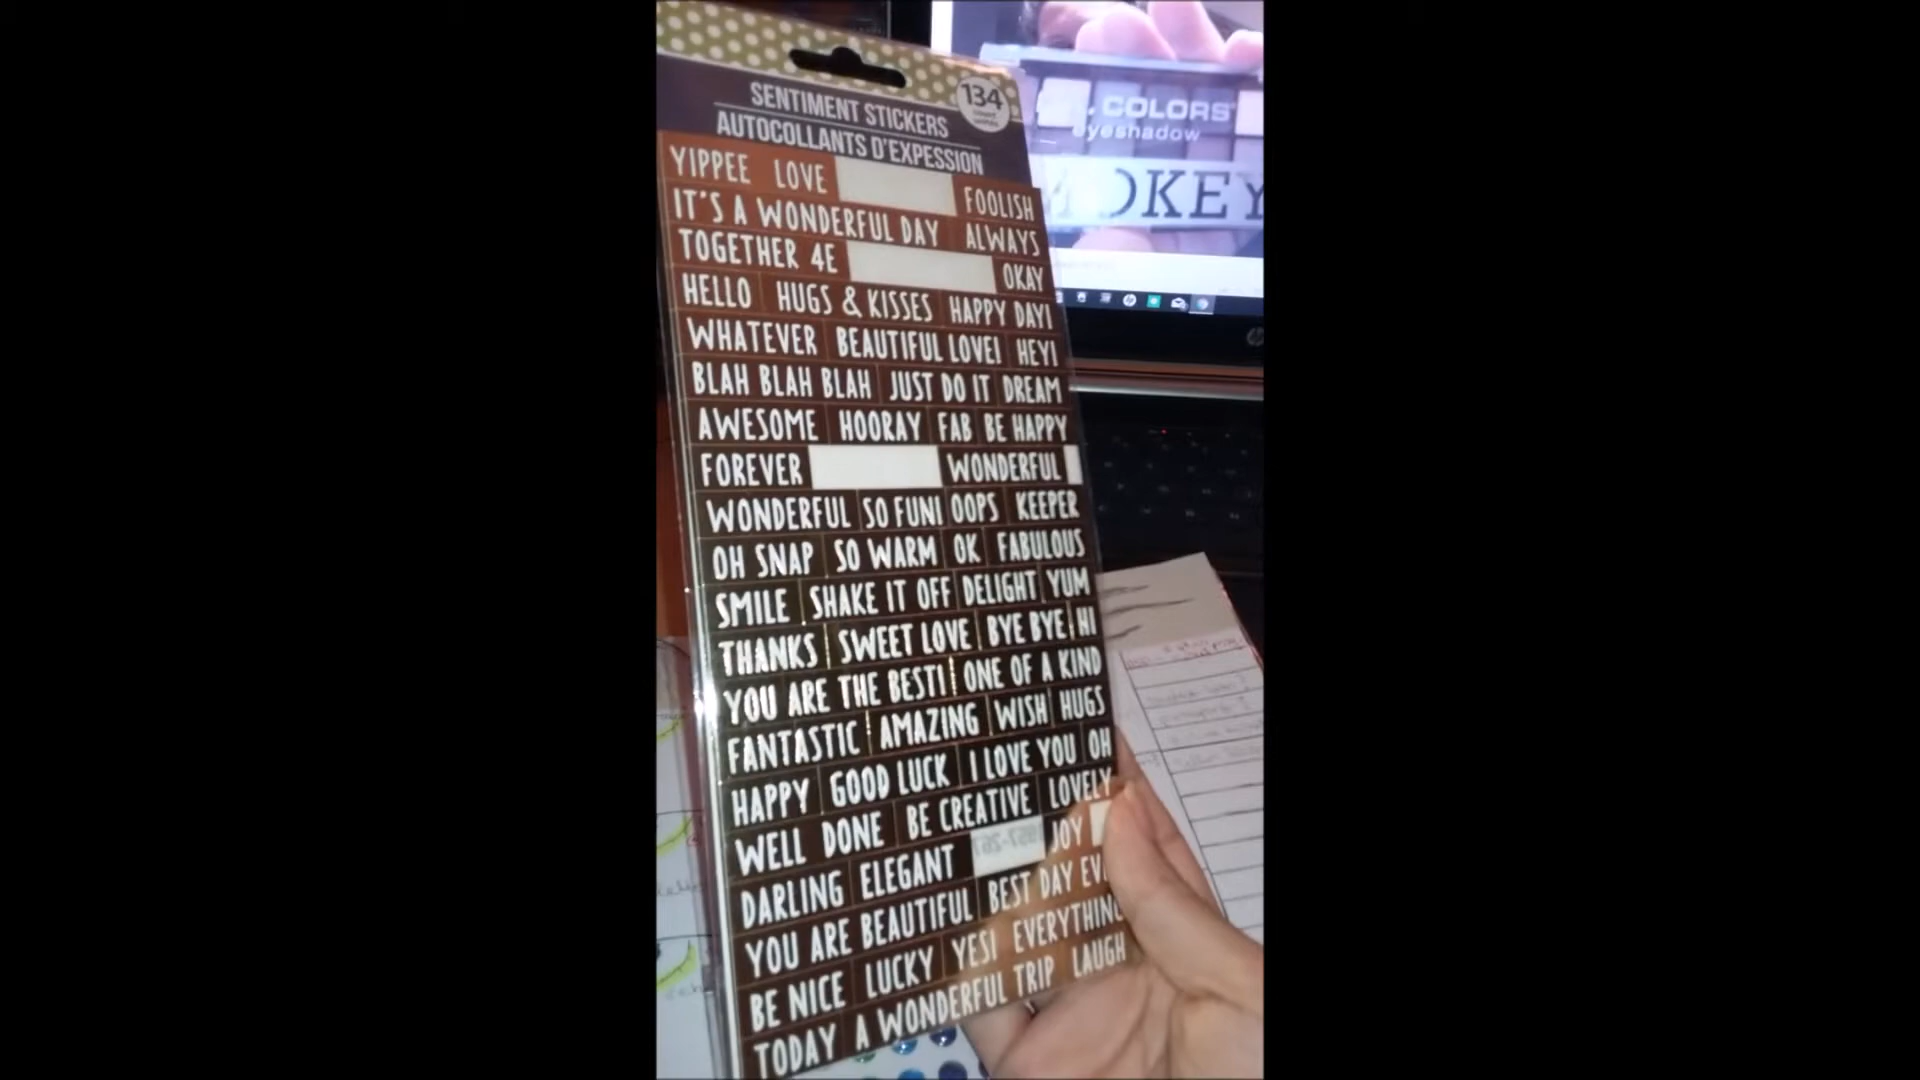 SENTIMENT STICKERS
AUTOCOLLANTS D'EXPESSION
134
YIPPEE LOVE FOOLISH
IT'S A WONDERFUL DAY ALWAYS
TOGETHER 4E OKAY
HELLO HUGS & KISSES HAPPY DAY!
WHATEVER BEAUTIFUL LOVE! HEY!
BLAH BLAH BLAH JUST DO IT DREAM
AWESOME HOORAY FAB BE HAPPY
FOREVER WONDERFUL
WONDERFUL SO FUN! OOPS KEEPER
OH SNAP SO WARM OK FABULOUS
SMILE SHAKE IT OFF DELIGHT YUM
THANKS SWEET LOVE BYE BYE HI
YOU ARE THE BEST! ONE OF A KIND
FANTASTIC AMAZING WISH HUGS
HAPPY GOOD LUCK I LOVE YOU OH
WELL DONE BE CREATIVE LOVELY
DARLING ELEGANT JOY
YOU ARE BEAUTIFUL BEST DAY EV
BE NICE LUCKY YES! EVERYTHING
TODAY A WONDERFUL TRIP LAUGH
COLORS
eyeshadow
OKEY